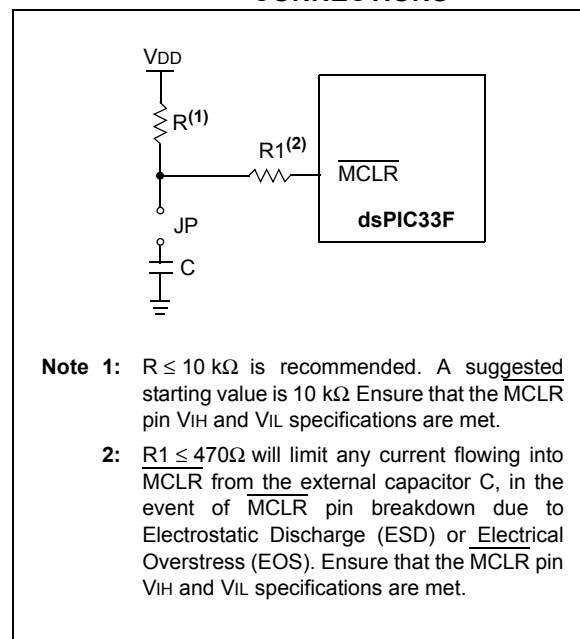 VDD
R(1)
R1(2)
MCLR
dsPIC33F
JP
C
Note 1: R ≤ 10 kΩ is recommended. A suggested
starting value is 10 kΩ Ensure that the MCLR
pin VIH and VIL specifications are met.
2: R1 ≤ 470Ω will limit any current flowing into
MCLR from the external capacitor C, in the
event of MCLR pin breakdown due to
Electrostatic Discharge (ESD) or Electrical
Overstress (EOS). Ensure that the MCLR pin
VIH and VIL specifications are met.